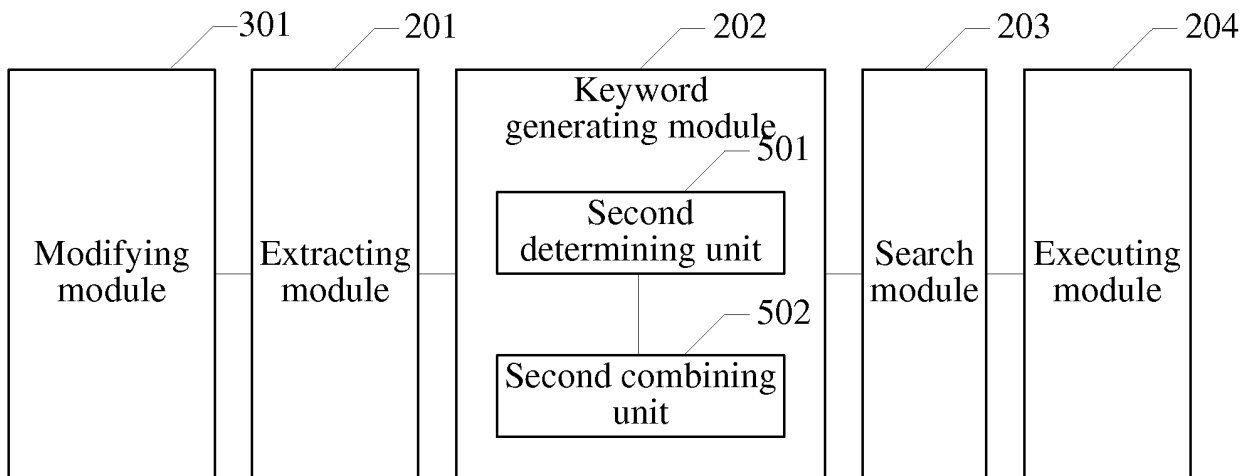 301
201
202
203
204
Keyword
generating module
501
Second
determining unit
Modifying
module
Extracting
module
Search
module
Executing
module
502
Second combining
unit